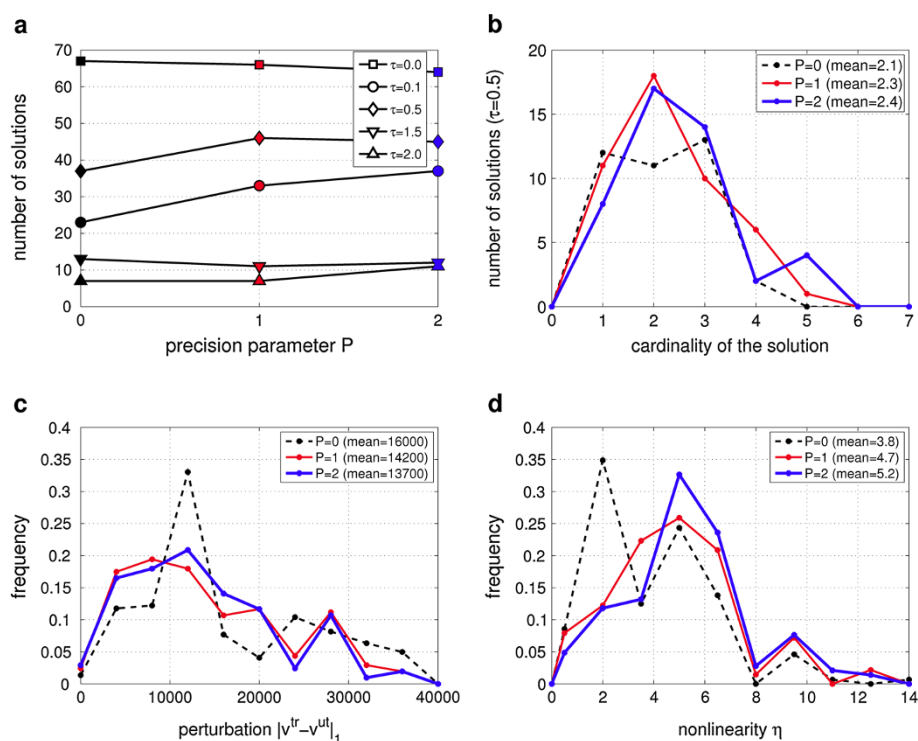 a
number of solutions
70
60
50
40
30
20
10
0
τ=0.0
τ=0.1
τ=0.5
τ=1.5
τ=2.0
0 1 2
precision parameter P
b
number of solutions (τ=0.5)
20
15
10
5
0
P=0 (mean=2.1)
P=1 (mean=2.3)
P=2 (mean=2.4)
0 1 2 3 4 5 6 7
cardinality of the solution
c
frequency
0.4
0.35
0.3
0.25
0.2
0.15
0.1
0.05
0
P=0 (mean=16000)
P=1 (mean=14200)
P=2 (mean=13700)
0 10000 20000 30000 40000
perturbation |v^tr−v^ut|_1
d
frequency
0.4
0.35
0.3
0.25
0.2
0.15
0.1
0.05
0
P=0 (mean=3.8)
P=1 (mean=4.7)
P=2 (mean=5.2)
0 2 4 6 8 10 12 14
nonlinearity η